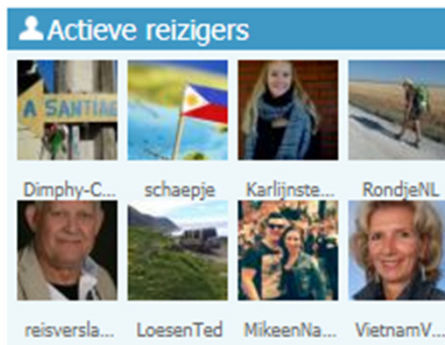 Actieve reizigers
A SANTIAG
Dimphy-C... schaepje Karlijnste... RondjeNL
reisversla... LoesenTed MikeenNa... VietnamV...